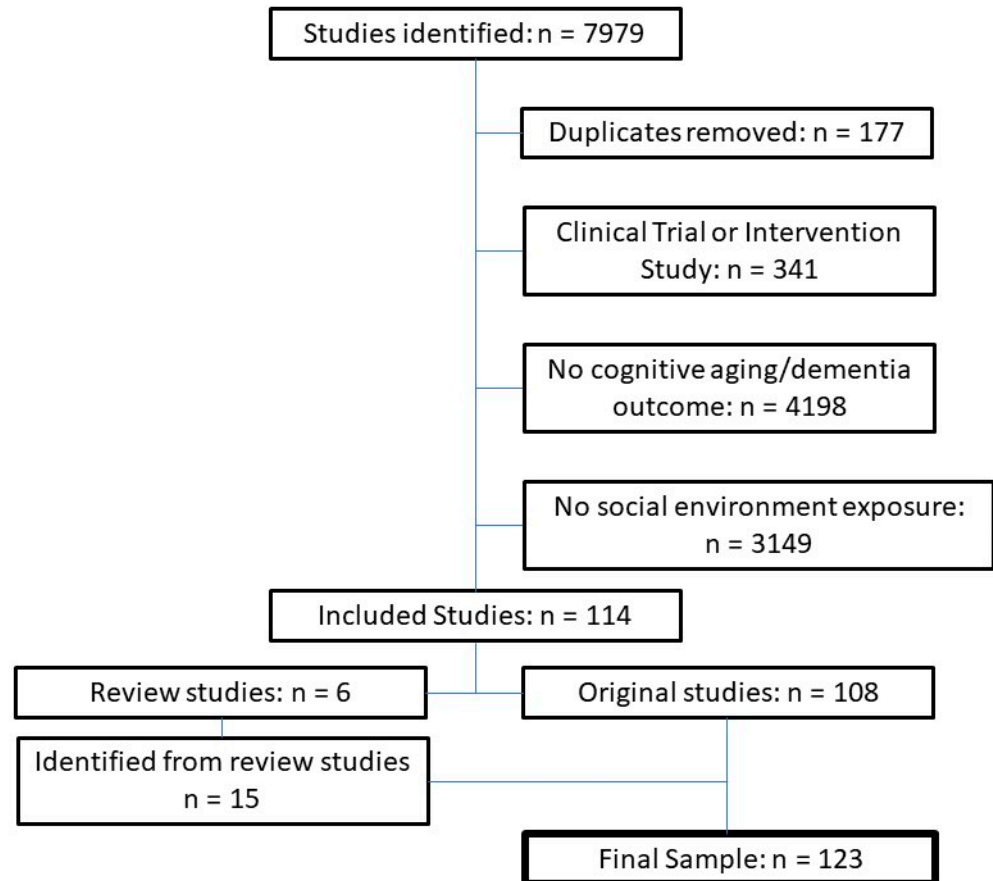 Studies identified: n = 7979
Duplicates removed: n = 177
Clinical Trial or Intervention
Study: n = 341
No cognitive aging/dementia
outcome: n = 4198
No social environment exposure:
n = 3149
Included Studies: n = 114
Review studies: n = 6
Original studies: n = 108
Identified from review studies
n = 15
Final Sample: n = 123